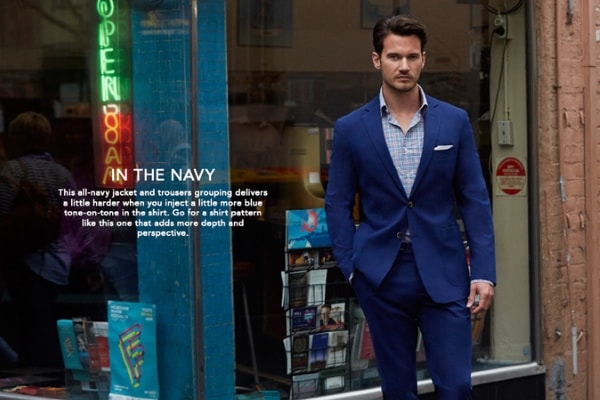 OPEN
IN THE NAVY
This all-navy jacket and trousers grouping delivers
a little harder when you inject a little more blue
tone-on-tone in the shirt. Go for a shirt pattern
like this one that adds more depth and
perspective.